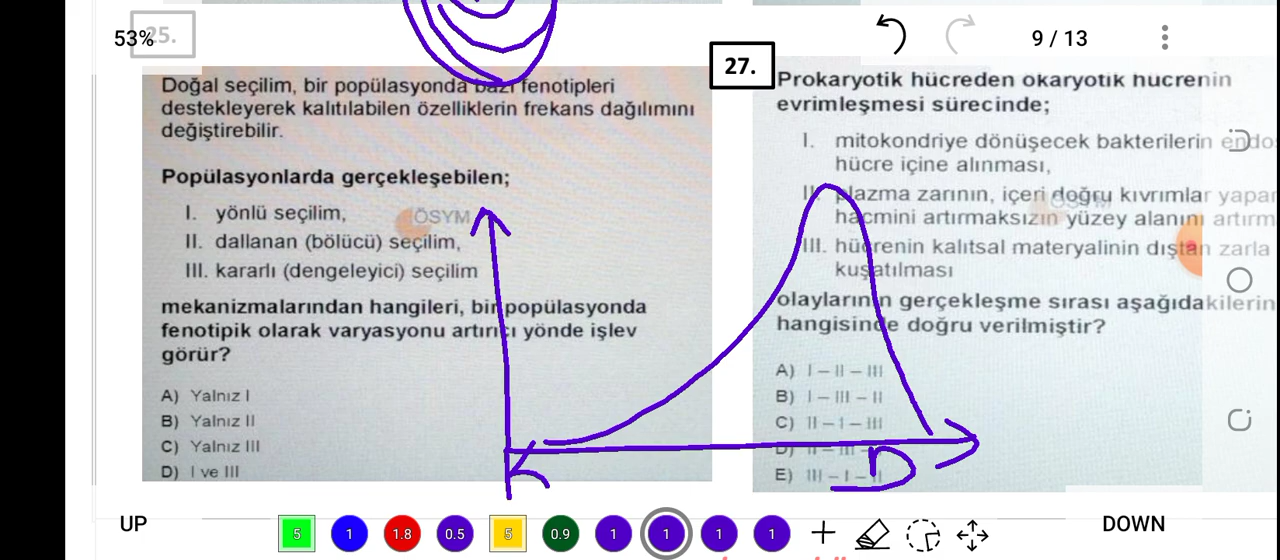 53%
25.
9 / 13
Doğal seçilim, bir popülasyonda bazı fenotipleri
destekleyerek kalıtılabilen özelliklerin frekans dağılımını
değiştirebilir.
Popülasyonlarda gerçekleşebilen;
I. yönlü seçilim,
ÖSYM
II. dallanan (bölücü) seçilim,
III. kararlı (dengeleyici) seçilim
mekanizmalarından hangileri, bir popülasyonda
fenotipik olarak varyasyonu artırıcı yönde işlev
görür?
A) Yalnız I
B) Yalnız II
C) Yalnız III
D) I ve III
27.
Prokaryotik hücreden ökaryotik hücrenin
evrimleşmesi sürecinde;
I. mitokondriye dönüşecek bakterilerin
hücre içine alınması,
II. plazma zarının, içeri doğru kıvrımlar
ÖSYM
hacmini artırmaksızın yüzey alanını
III. hücrenin kalıtsal materyalinin dıştan zarla
kuşatılması
olaylarının gerçekleşme sırası aşağıdakilerin
hangisinde doğru verilmiştir?
A) I – II – III
B) I – III – II
C) II – I – III
D) II – III –
E) III – I – II
K
D
UP
5
1
1.8
0.5
5
0.9
1
1
1
1
DOWN